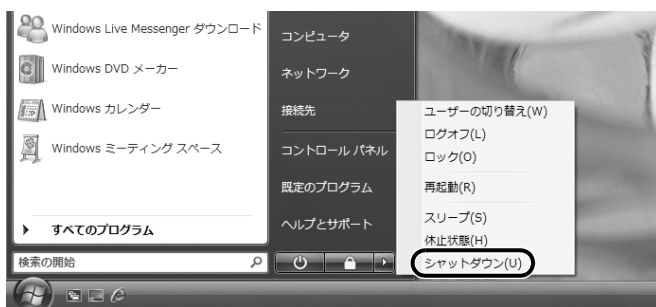 Windows Live Messenger ダウンロード
Windows DVD メーカー
Windows カレンダー
Windows ミーティング スペース
すべてのプログラム
検索の開始
コンピュータ
ネットワーク
接続先
コントロール パネル
既定のプログラム
ヘルプとサポート
ユーザーの切り替え(W)
ログオフ(L)
ロック(O)
再起動(R)
スリープ(S)
休止状態(H)
シャットダウン(U)